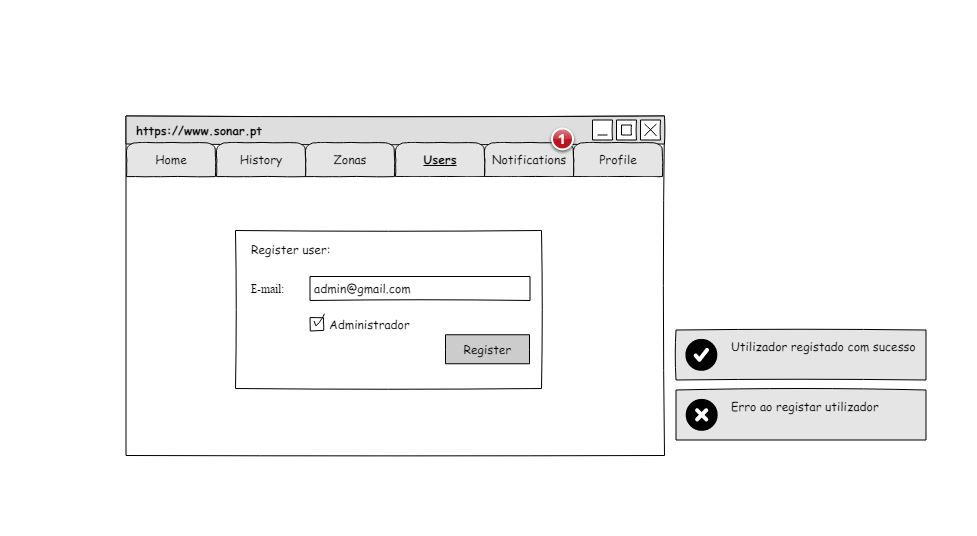 https://www.sonar.pt
1
Home History Zonas Users Notifications Profile
Register user:
E-mail: admin@gmail.com
Administrador
Register
Utilizador registado com sucesso
Erro ao registar utilizador